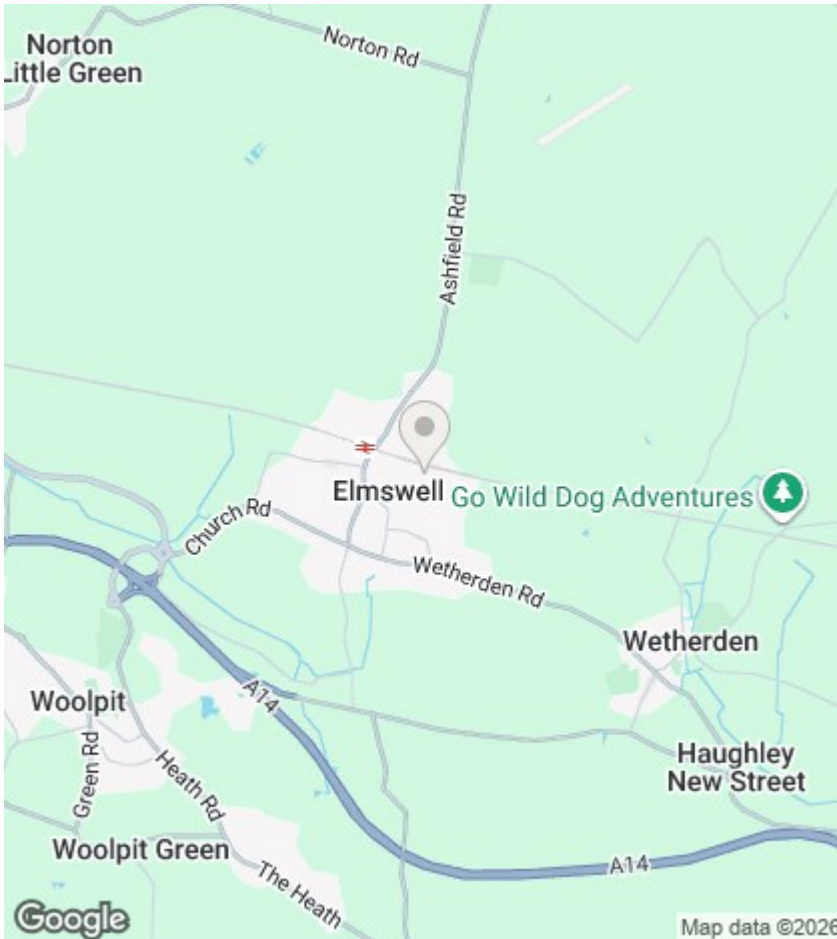 Norton
Little Green
Norton Rd
Ashfield Rd
Elmswell
Go Wild Dog Adventures
Church Rd
Wetherden Rd
Wetherden
Woolpit
A14
Haughley
New Street
Green Rd
Heath Rd
Woolpit Green
The Heath
A14
Google
Map data ©2026